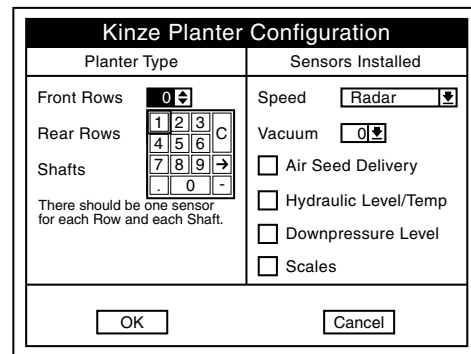 Kinze Planter Configuration
Planter Type
Sensors Installed
Front Rows 0
1 2 3 C
4 5 6
7 8 9 →
. 0 -
Rear Rows
Shafts
There should be one sensor
for each Row and each Shaft.
Speed Radar
Vacuum 0
Air Seed Delivery
Hydraulic Level/Temp
Downpressure Level
Scales
OK
Cancel